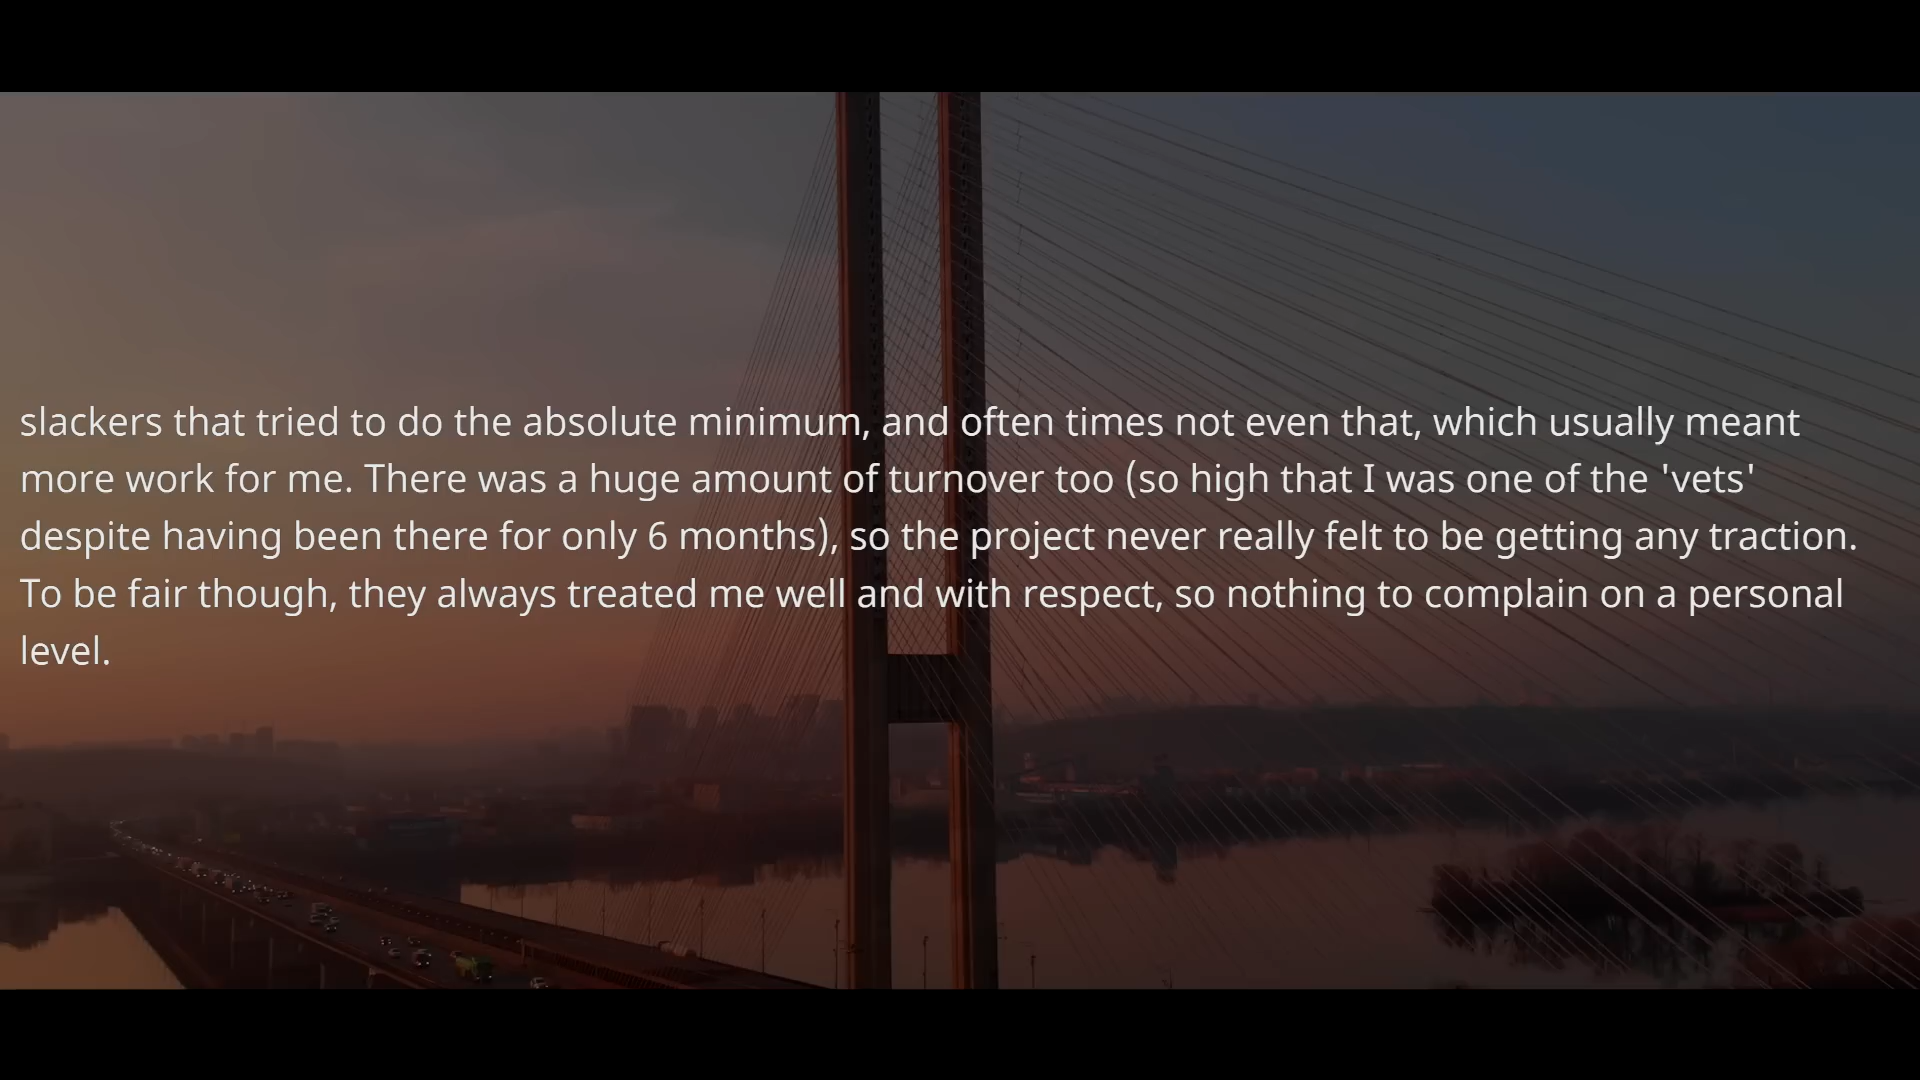 slackers that tried to do the absolute minimum, and often times not even that, which usually meant
more work for me. There was a huge amount of turnover too (so high that I was one of the 'vets'
despite having been there for only 6 months), so the project never really felt to be getting any traction.
To be fair though, they always treated me well and with respect, so nothing to complain on a personal
level.